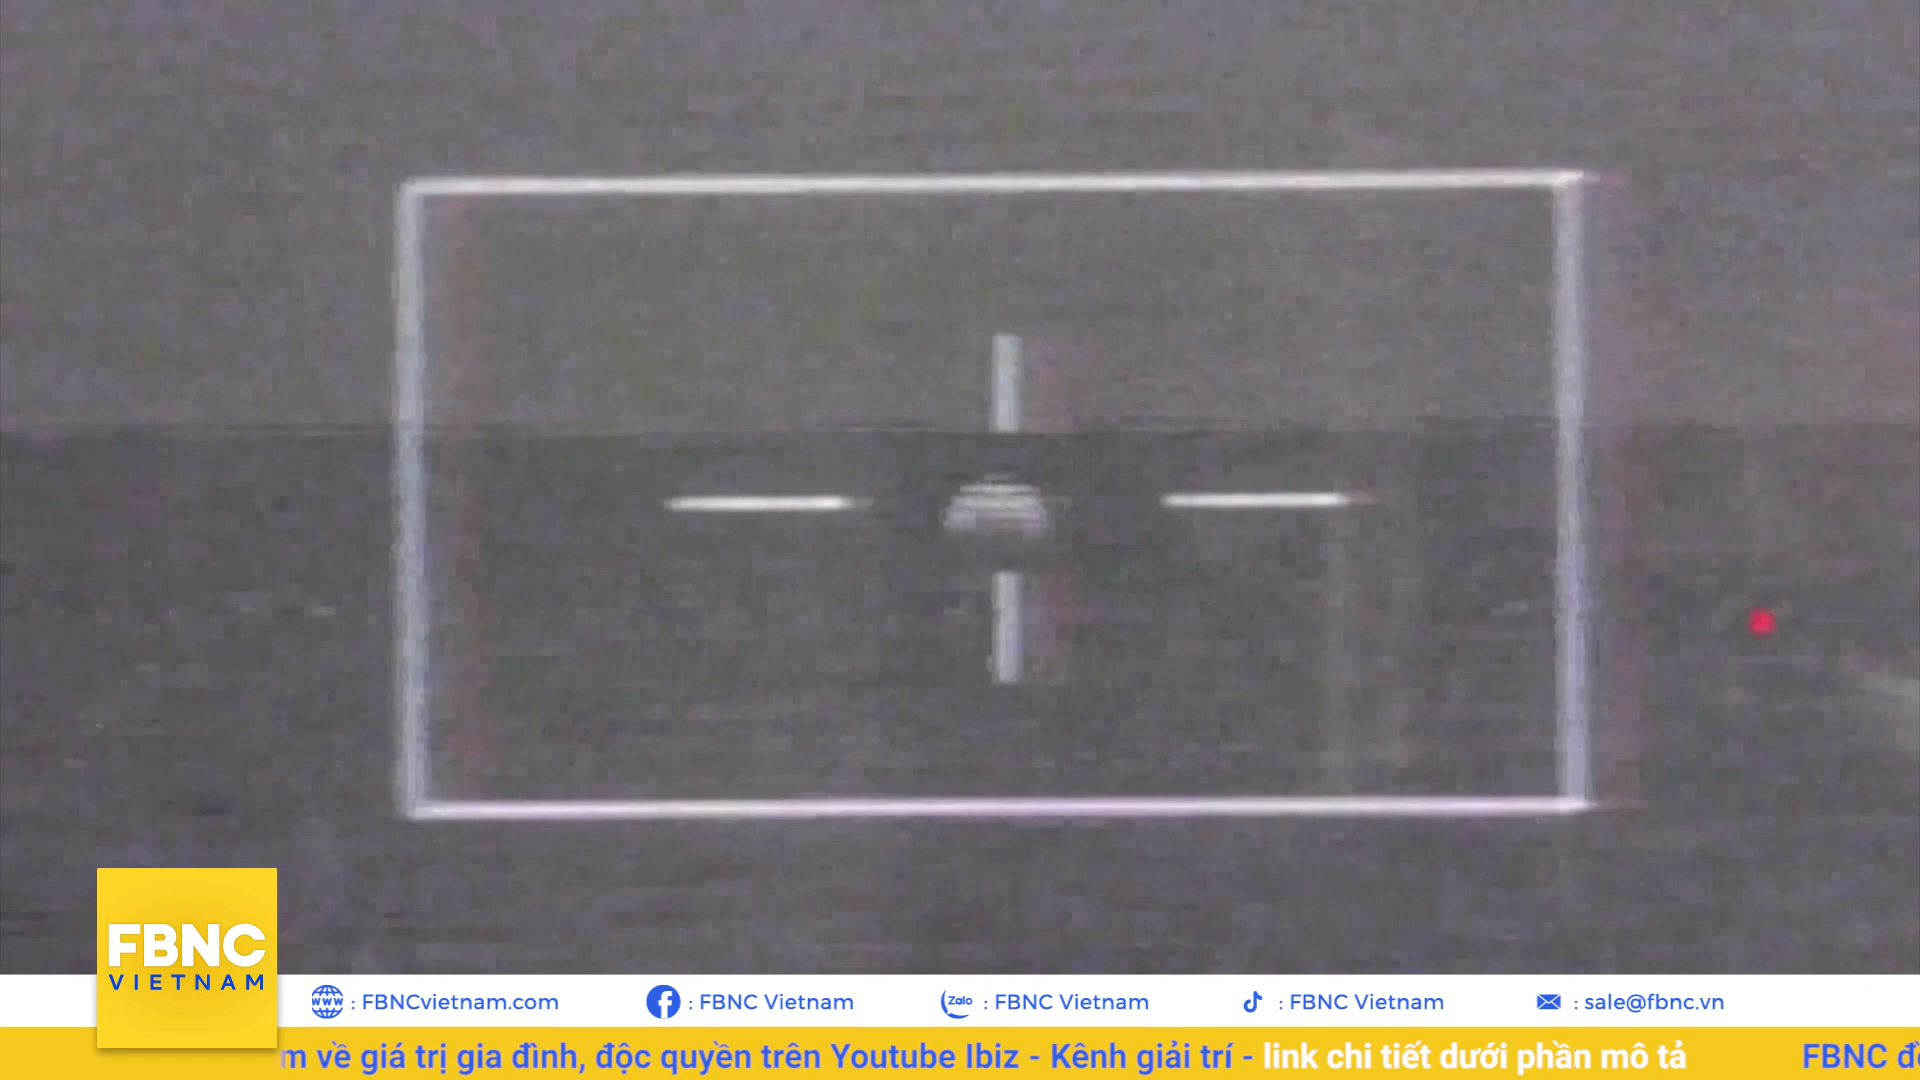 FBNC
VIETNAM
www : FBNCvietnam.com
: FBNC Vietnam
Zalo : FBNC Vietnam
: FBNC Vietnam
: sale@fbnc.vn
m về giá trị gia đình, độc quyền trên Youtube Ibiz - Kênh giải trí - link chi tiết dưới phần mô tả
FBNC